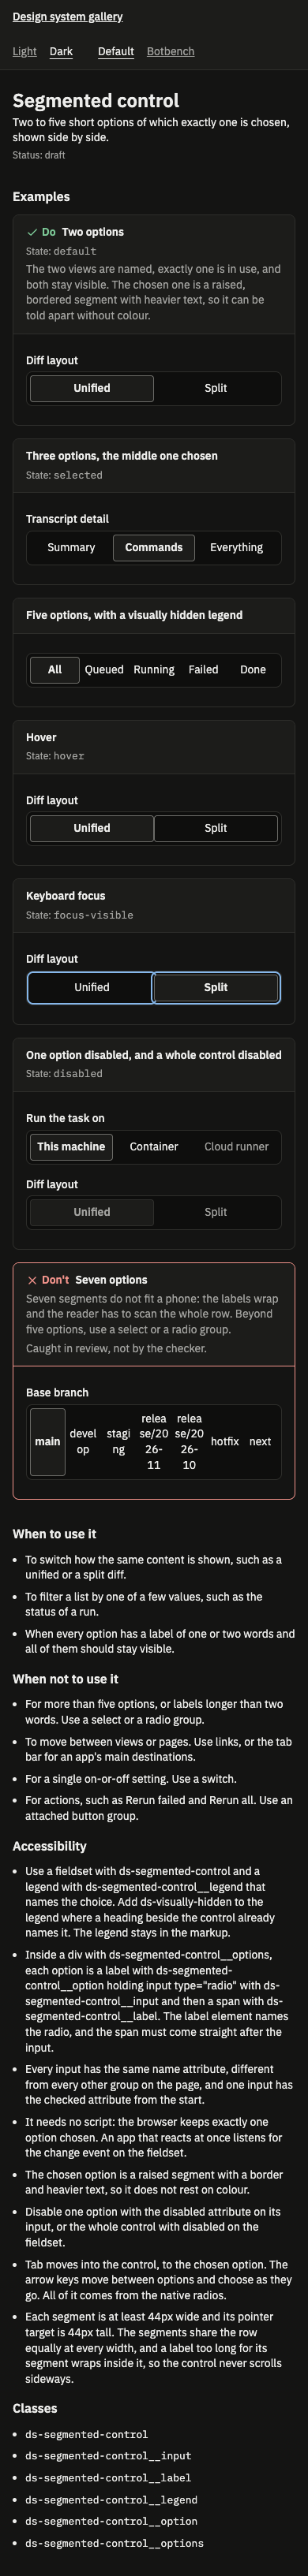 Design system gallery
Light Dark Default Botbench
Segmented control
Two to five short options of which exactly one is chosen,
shown side by side.
Status: draft
Examples
Do Two options
State: default
The two views are named, exactly one is in use, and
both stay visible. The chosen one is a raised,
bordered segment with heavier text, so it can be
told apart without colour.
Diff layout
Unified Split
Three options, the middle one chosen
State: selected
Transcript detail
Summary Commands Everything
Five options, with a visually hidden legend
All Queued Running Failed Done
Hover
State: hover
Diff layout
Unified Split
Keyboard focus
State: focus-visible
Diff layout
Unified Split
One option disabled, and a whole control disabled
State: disabled
Run the task on
This machine Container Cloud runner
Diff layout
Unified Split
Don't Seven options
Seven segments do not fit a phone: the labels wrap
and the reader has to scan the whole row. Beyond
five options, use a select or a radio group.
Caught in review, not by the checker.
Base branch
main
devel
op
stagi
ng
relea
se/20
26-
11
relea
se/20
26-
10
hotfix
next
When to use it
• To switch how the same content is shown, such as a
unified or a split diff.
• To filter a list by one of a few values, such as the
status of a run.
• When every option has a label of one or two words and
all of them should stay visible.
When not to use it
• For more than five options, or labels longer than two
words. Use a select or a radio group.
• To move between views or pages. Use links, or the tab
bar for an app's main destinations.
• For a single on-or-off setting. Use a switch.
• For actions, such as Rerun failed and Rerun all. Use an
attached button group.
Accessibility
• Use a fieldset with ds-segmented-control and a
legend with ds-segmented-control__legend that
names the choice. Add ds-visually-hidden to the
legend where a heading beside the control already
names it. The legend stays in the markup.
• Inside a div with ds-segmented-control__options,
each option is a label with ds-segmented-
control__option holding input type="radio" with ds-
segmented-control__input and then a span with ds-
segmented-control__label. The label element names
the radio, and the span must come straight after the
input.
• Every input has the same name attribute, different
from every other group on the page, and one input has
the checked attribute from the start.
• It needs no script: the browser keeps exactly one
option chosen. An app that reacts at once listens for
the change event on the fieldset.
• The chosen option is a raised segment with a border
and heavier text, so it does not rest on colour.
• Disable one option with the disabled attribute on its
input, or the whole control with disabled on the
fieldset.
• Tab moves into the control, to the chosen option. The
arrow keys move between options and choose as they
go. All of it comes from the native radios.
• Each segment is at least 44px wide and its pointer
target is 44px tall. The segments share the row
equally at every width, and a label too long for its
segment wraps inside it, so the control never scrolls
sideways.
Classes
• ds-segmented-control
• ds-segmented-control__input
• ds-segmented-control__label
• ds-segmented-control__legend
• ds-segmented-control__option
• ds-segmented-control__options